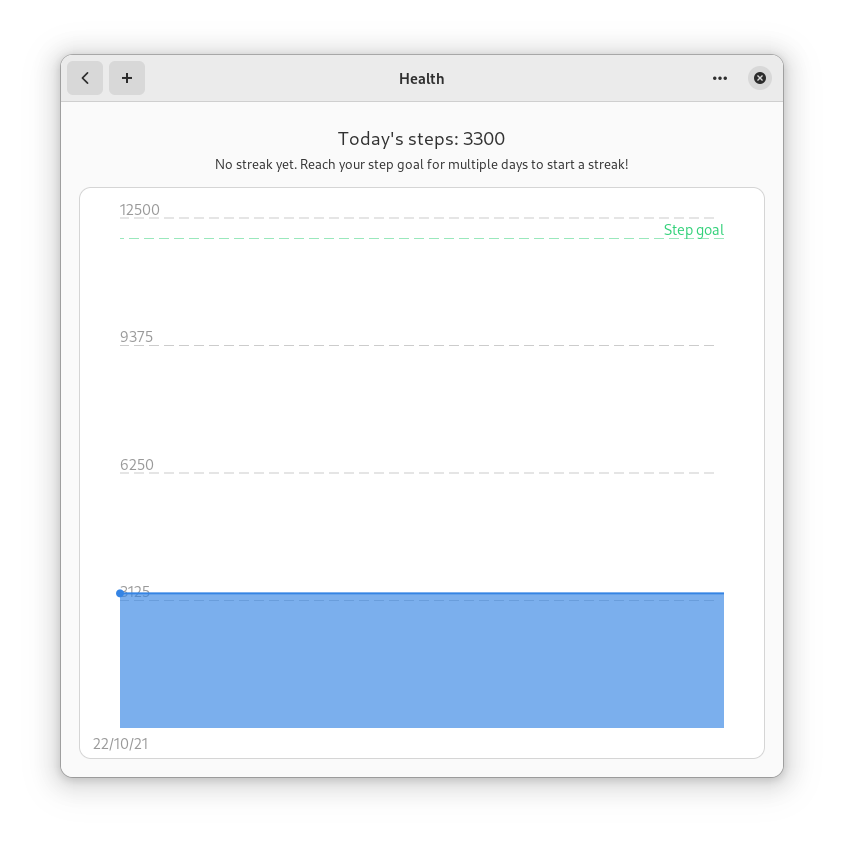 Health
Today's steps: 3300
No streak yet. Reach your step goal for multiple days to start a streak!
12500
Step goal
9375
6250
3125
22/10/21